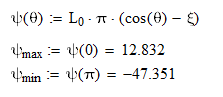 ψ(θ) := L₀ · π · (cos(θ) − ξ)
ψmax := ψ(0) = 12.832
ψmin := ψ(π) = −47.351